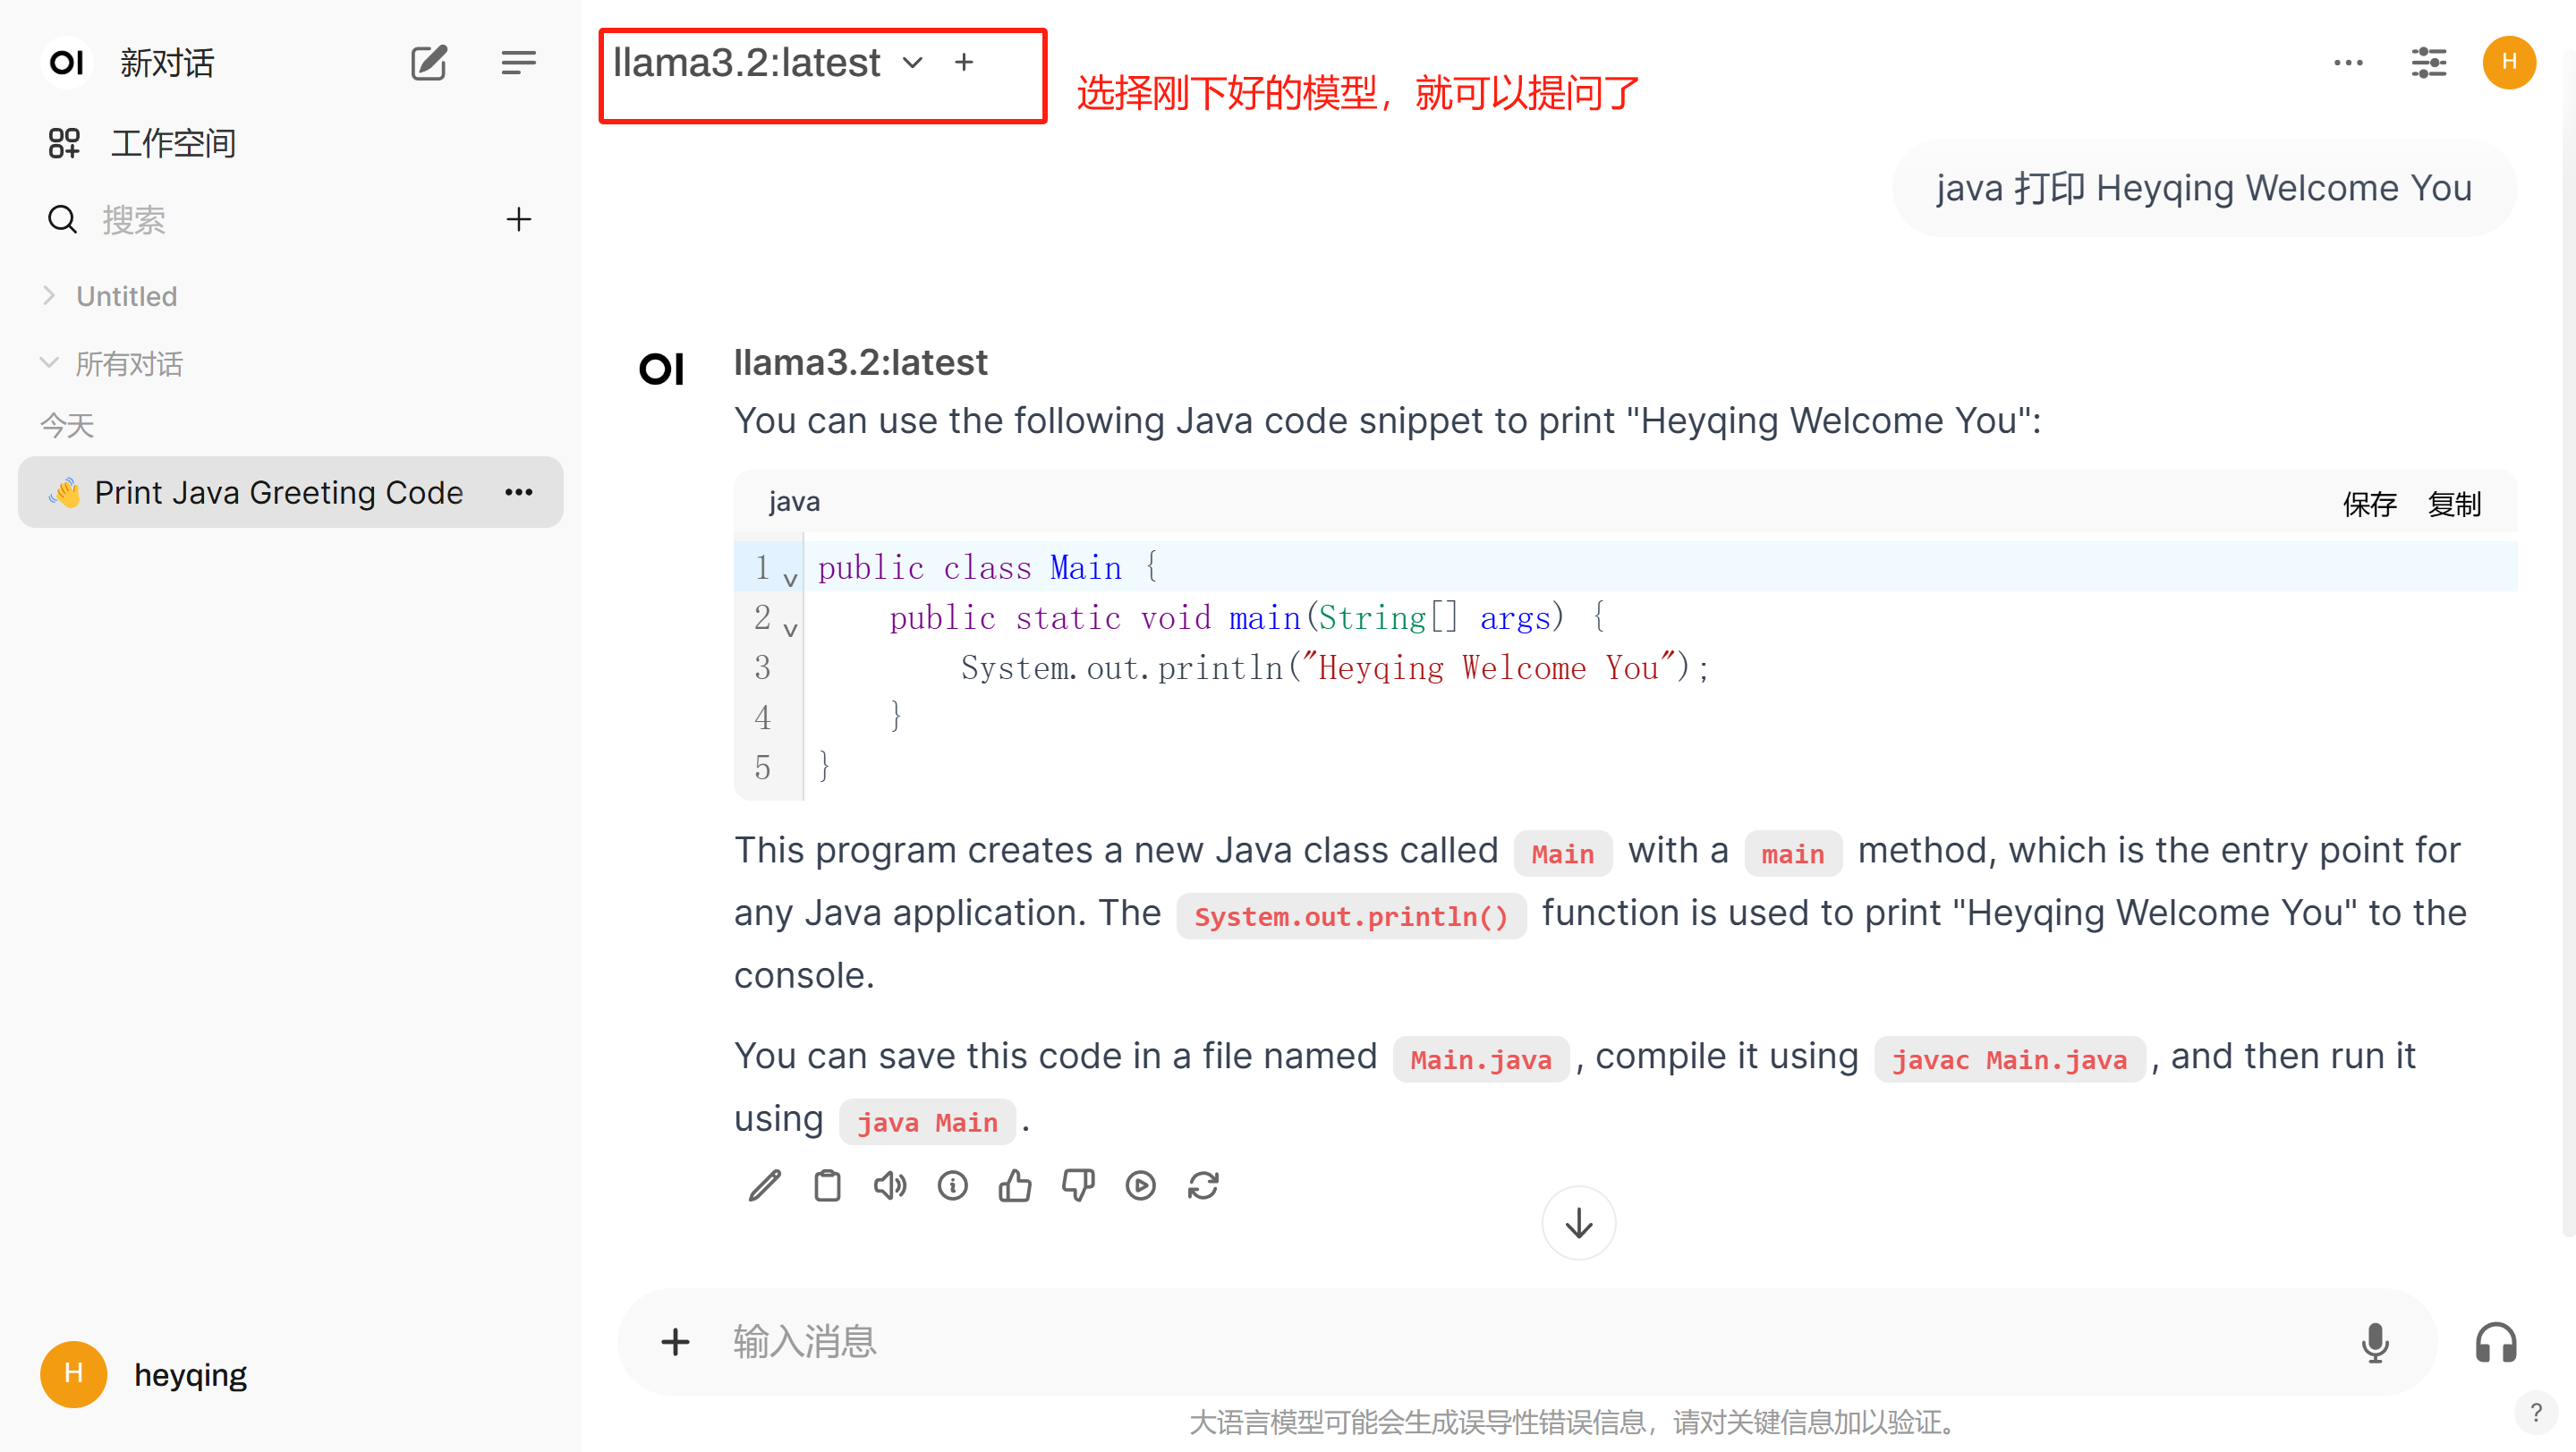 OI 新对话
工作空间
搜索
Untitled
所有对话
今天
👋 Print Java Greeting Code
H heyqing
llama3.2:latest
选择刚下好的模型，就可以提问了
H
java 打印 Heyqing Welcome You
OI llama3.2:latest
You can use the following Java code snippet to print "Heyqing Welcome You":
java 保存 复制
1 public class Main {
2     public static void main(String[] args) {
3         System.out.println("Heyqing Welcome You");
4     }
5 }
This program creates a new Java class called Main with a main method, which is the entry point for
any Java application. The System.out.println() function is used to print "Heyqing Welcome You" to the
console.
You can save this code in a file named Main.java, compile it using javac Main.java, and then run it
using java Main.
输入消息
大语言模型可能会生成误导性错误信息，请对关键信息加以验证。
?